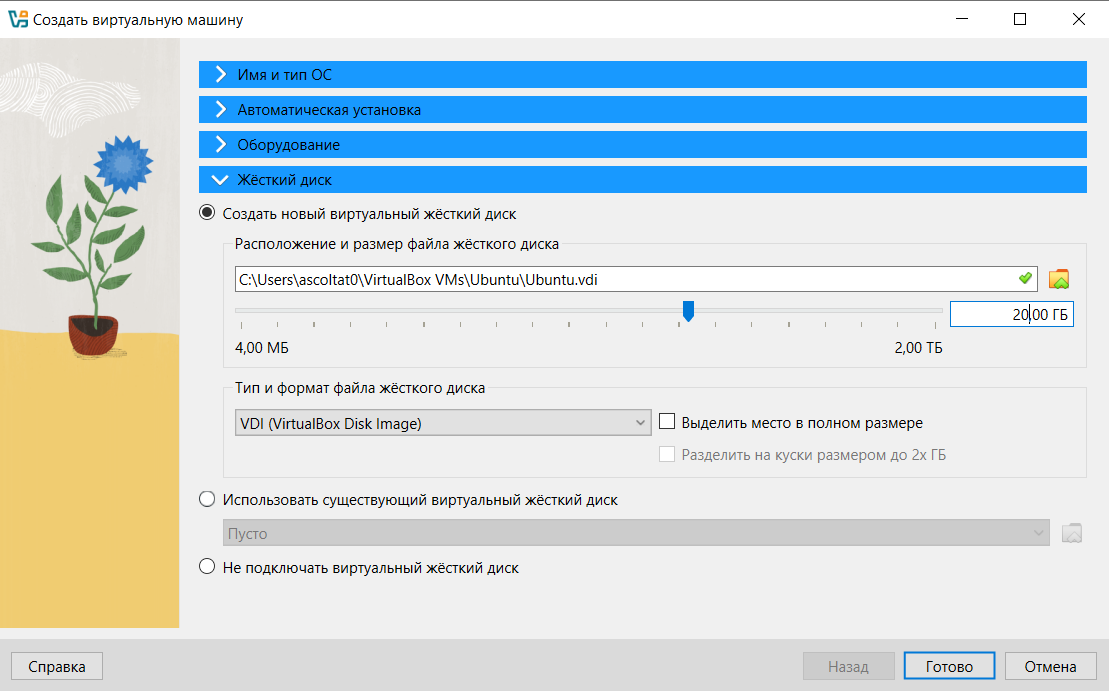 Создать виртуальную машину
Имя и тип ОС
Автоматическая установка
Оборудование
Жёсткий диск
Создать новый виртуальный жёсткий диск
Расположение и размер файла жёсткого диска
C:\Users\ascoltat0\VirtualBox VMs\Ubuntu\Ubuntu.vdi
20,00 ГБ
4,00 МБ
2,00 ТБ
Тип и формат файла жёсткого диска
VDI (VirtualBox Disk Image)
Выделить место в полном размере
Разделить на куски размером до 2х ГБ
Использовать существующий виртуальный жёсткий диск
Пусто
Не подключать виртуальный жёсткий диск
Справка
Назад
Готово
Отмена